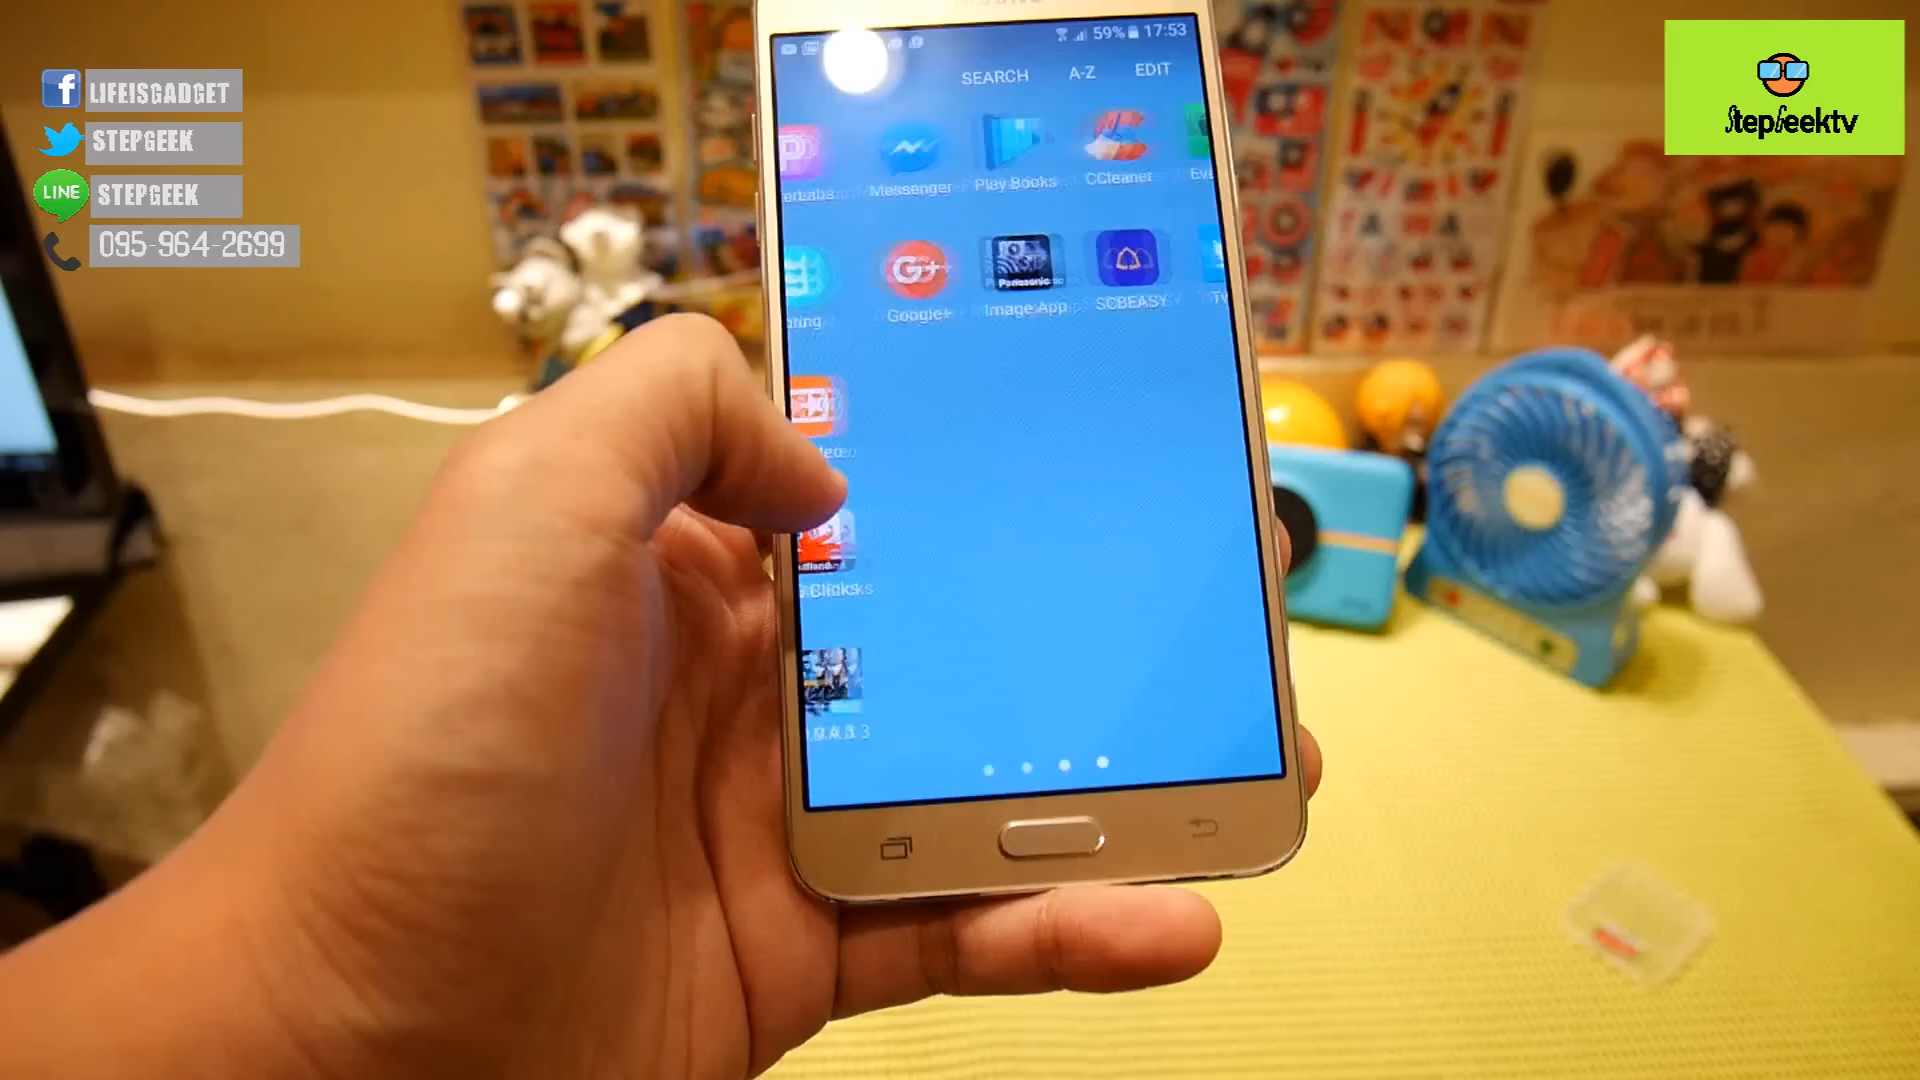 LIFEISGADGET
STEPGEEK
LINE
STEPGEEK
095-964-2699
StepGeektv
59%
17:53
SEARCH
A-Z
EDIT
Messenger
Play Books
CCleaner
Google+
Panasonic
Image App
SCBEASY
Clicks